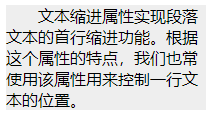 文本缩进属性实现段落
文本的首行缩进功能。根据
这个属性的特点，我们也常
使用该属性用来控制一行文
本的位置。